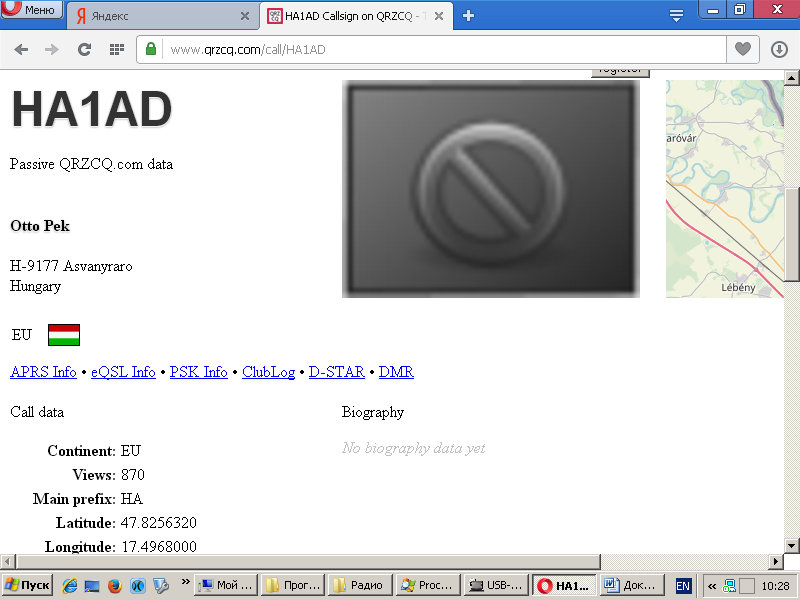 Меню
Яндекс
HA1AD Callsign on QRZCQ - T
www.qrzcq.com/call/HA1AD
register
HA1AD
Passive QRZCQ.com data
Otto Pek
H-9177 Asvanyraro
Hungary
EU
APRS Info • eQSL Info • PSK Info • ClubLog • D-STAR • DMR
Call data
Biography
No biography data yet
Continent: EU
Views: 870
Main prefix: HA
Latitude: 47.8256320
Longitude: 17.4968000
aróvár
Lébény
Пуск
Мой ...
Прог...
Радио
Proc...
USB-...
HA1...
Док...
EN
10:28